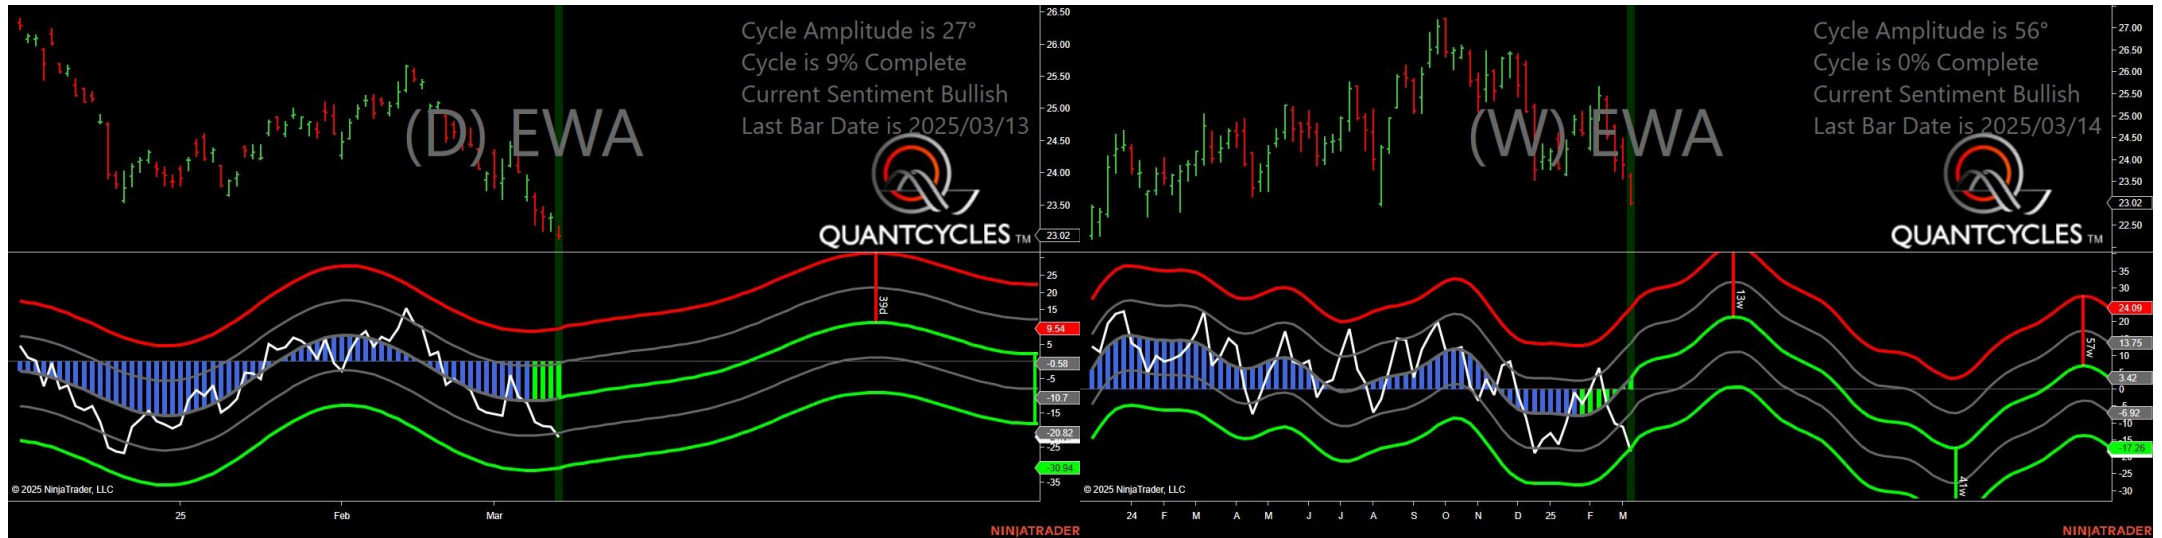 Cycle Amplitude is 27°
Cycle is 9% Complete
Current Sentiment Bullish
Last Bar Date is 2025/03/13
(D) EWA
QUANTCYCLES TM
26.50
26.00
25.50
25.00
24.50
24.00
23.50
23.02
39d
25
20
15
9.54
5
-0.58
-5
-10.7
-15
-20.82
-25
-30.94
-35
© 2025 NinjaTrader, LLC
25
Feb
Mar
NINJATRADER
Cycle Amplitude is 56°
Cycle is 0% Complete
Current Sentiment Bullish
Last Bar Date is 2025/03/14
(W) EWA
QUANTCYCLES TM
27.00
26.50
26.00
25.50
25.00
24.50
24.00
23.50
23.02
22.50
13w
41w
57w
35
30
24.09
20
13.75
10
3.42
0
-6.92
-10
-17.26
-25
-30
© 2025 NinjaTrader, LLC
24 F M A M J J A S O N D 25 F M
NINJATRADER